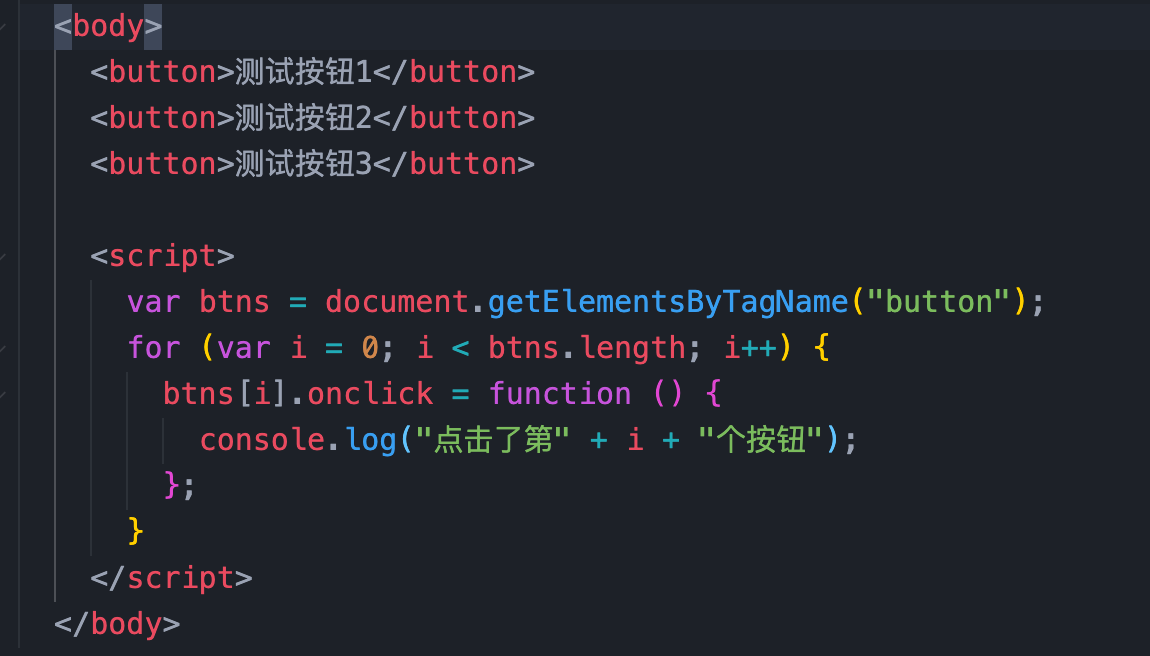 <body>
<button>测试按钮1</button>
<button>测试按钮2</button>
<button>测试按钮3</button>
<script>
var btns = document.getElementsByTagName("button");
for (var i = 0; i < btns.length; i++) {
btns[i].onclick = function () {
console.log("点击了第" + i + "个按钮");
};
}
</script>
</body>